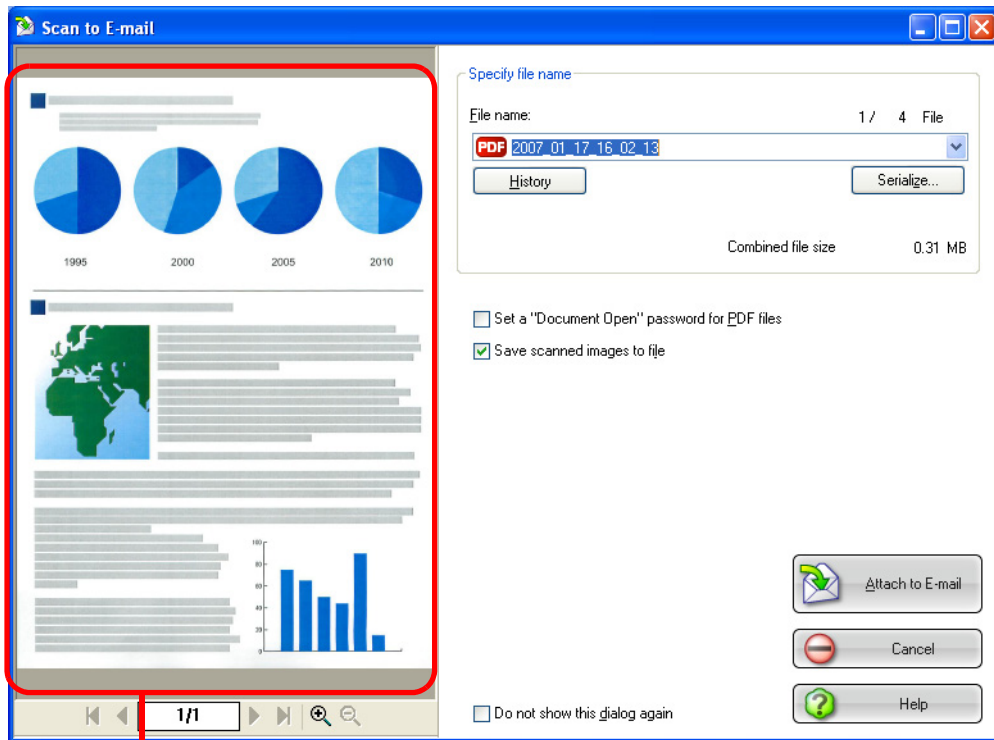 Scan to E-mail
Specify file name
File name:
1 / 4 File
PDF 2007_01_17_16_02_13
History
Serialize...
Combined file size 0.31 MB
1995 2000 2005 2010
Set a "Document Open" password for PDF files
Save scanned images to file
100
80
60
40
20
0
Attach to E-mail
Cancel
Help
1/1
Do not show this dialog again